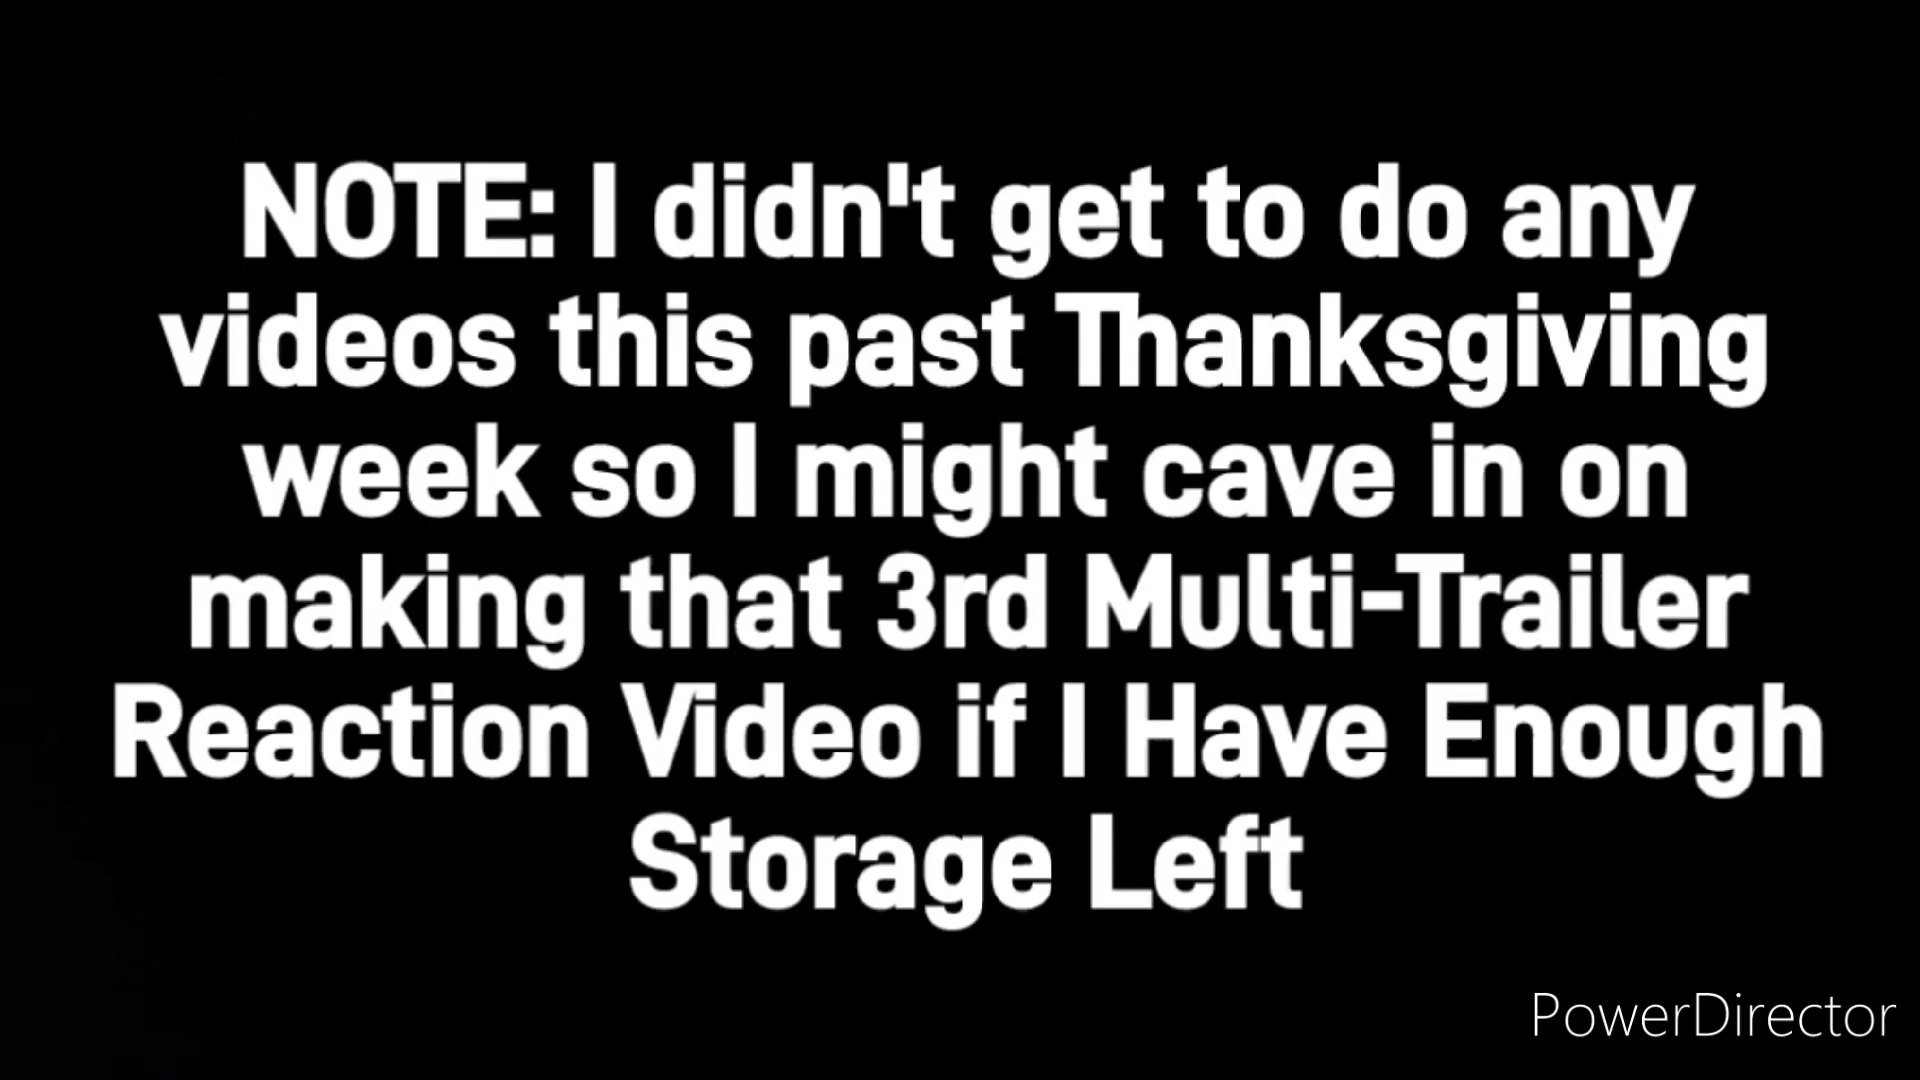 NOTE: I didn't get to do any
videos this past Thanksgiving
week so I might cave in on
making that 3rd Multi-Trailer
Reaction Video if I Have Enough
Storage Left
PowerDirector